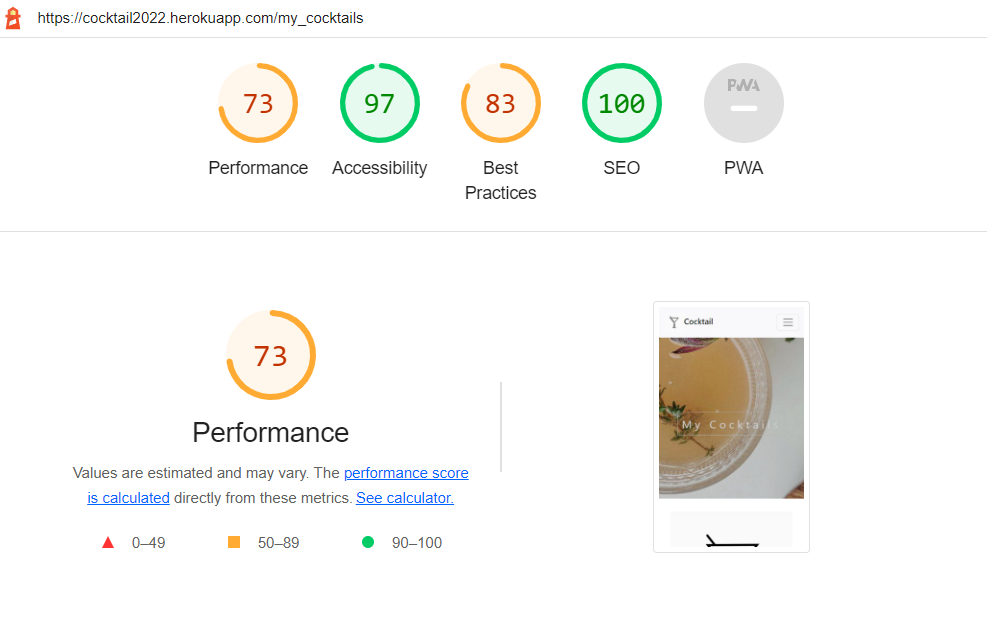 https://cocktail2022.herokuapp.com/my_cocktails
73
97
83
100
PWA
Performance
Accessibility
Best
Practices
SEO
PWA
73
Performance
Values are estimated and may vary. The performance score
is calculated directly from these metrics. See calculator.
0–49
50–89
90–100
Cocktail
My Cocktails